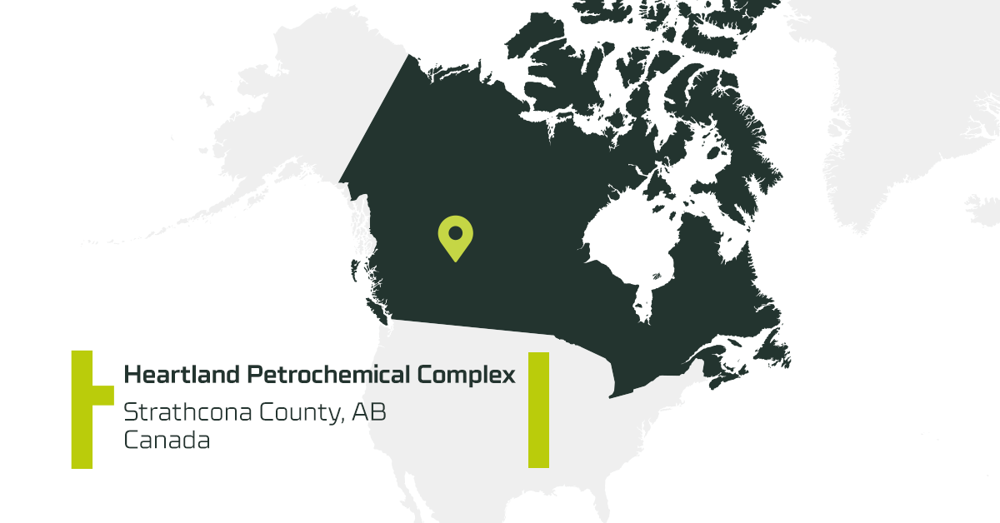 Heartland Petrochemical Complex
Strathcona County, AB
Canada